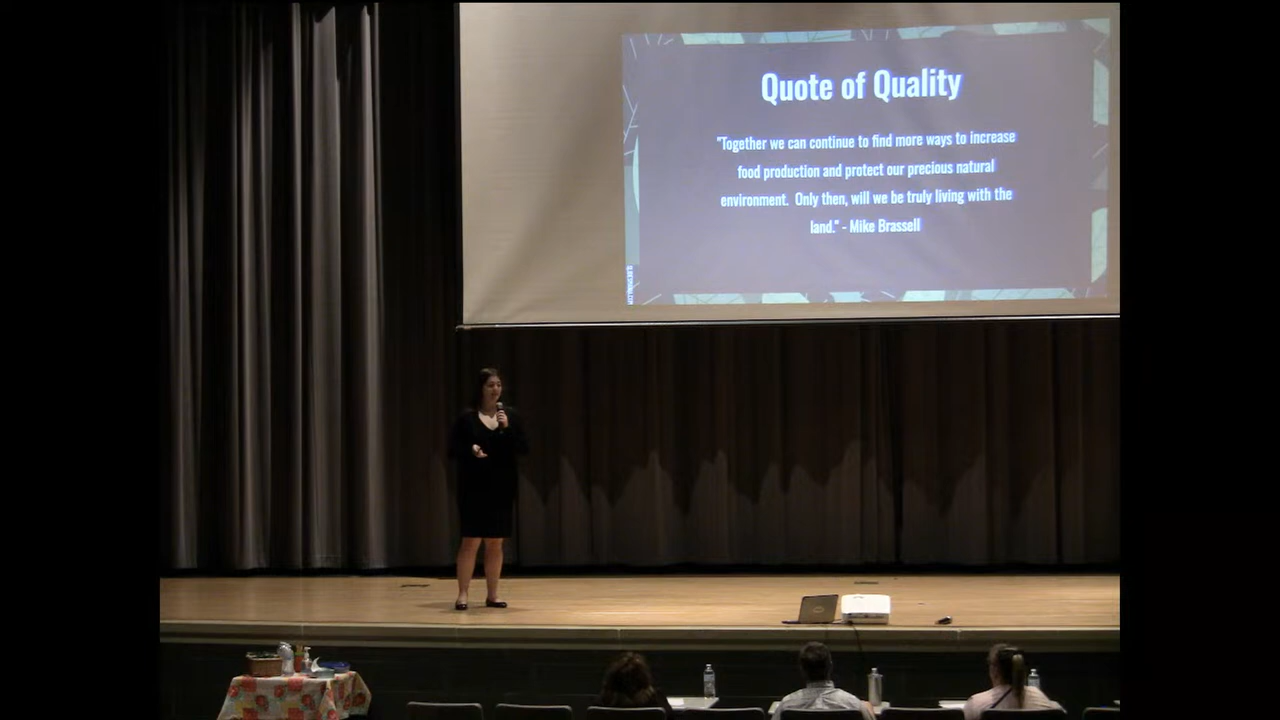 Quote of Quality
"Together we can continue to find more ways to increase
food production and protect our precious natural
environment. Only then, will we be truly living with the
land." - Mike Brassell